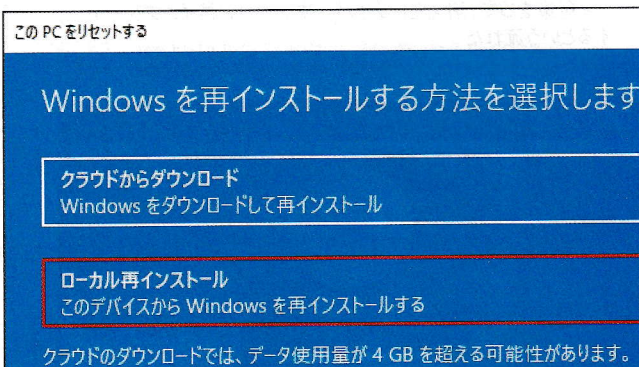 この PC をリセットする
Windows を再インストールする方法を選択します
クラウドからダウンロード
Windows をダウンロードして再インストール
ローカル再インストール
このデバイスから Windows を再インストールする
クラウドのダウンロードでは、データ使用量が 4 GB を超える可能性があります。